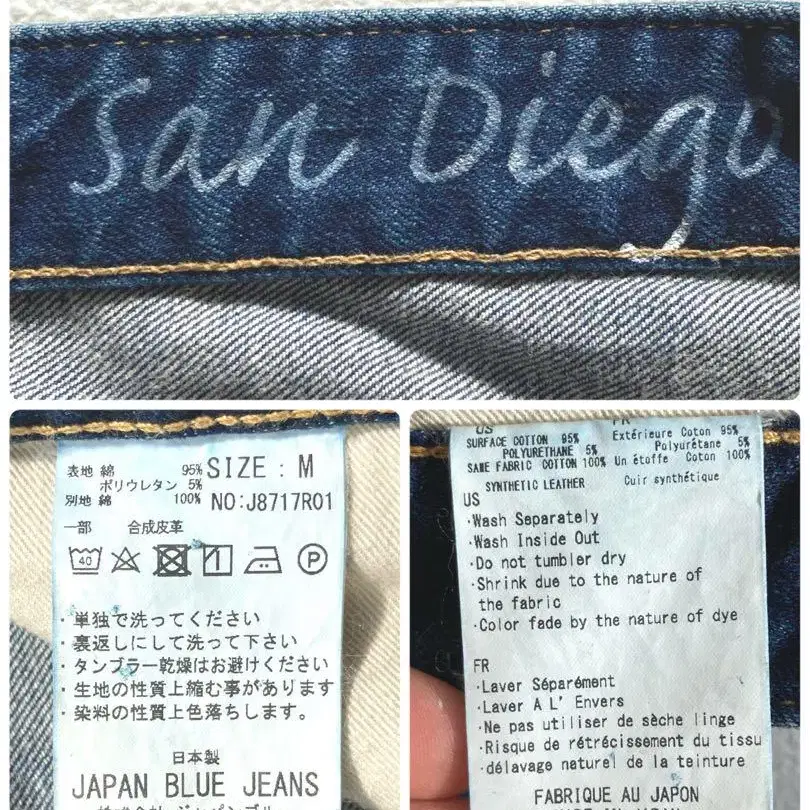 San Diego
表地 綿 95%
ポリウレタン 5%
別地 綿 100%
一部 合成皮革
SIZE : M
NO:J8717R01
40
P
・単独で洗ってください
・裏返しにして洗って下さい
・タンブラー乾燥はお避けください
・生地の性質上縮む事があります
・染料の性質上色落ちします。
日本製
JAPAN BLUE JEANS
US
SURFACE COTTON 95%
POLYURETHANE 5%
SAME FABRIC COTTON 100%
SYNTHETIC LEATHER
FR
Extérieure Coton 95%
Polyurétane 5%
Un étoffe Coton 100%
Cuir synthétique
US
·Wash Separately
·Wash Inside Out
·Do not tumbler dry
·Shrink due to the nature of
the fabric
·Color fade by the nature of dye
FR
·Laver Séparément
·Laver A L' Envers
·Ne pas utiliser de sèche linge
·Risque de rétrécissement du tissu
·délavage naturel de la teinture
FABRIQUE AU JAPON